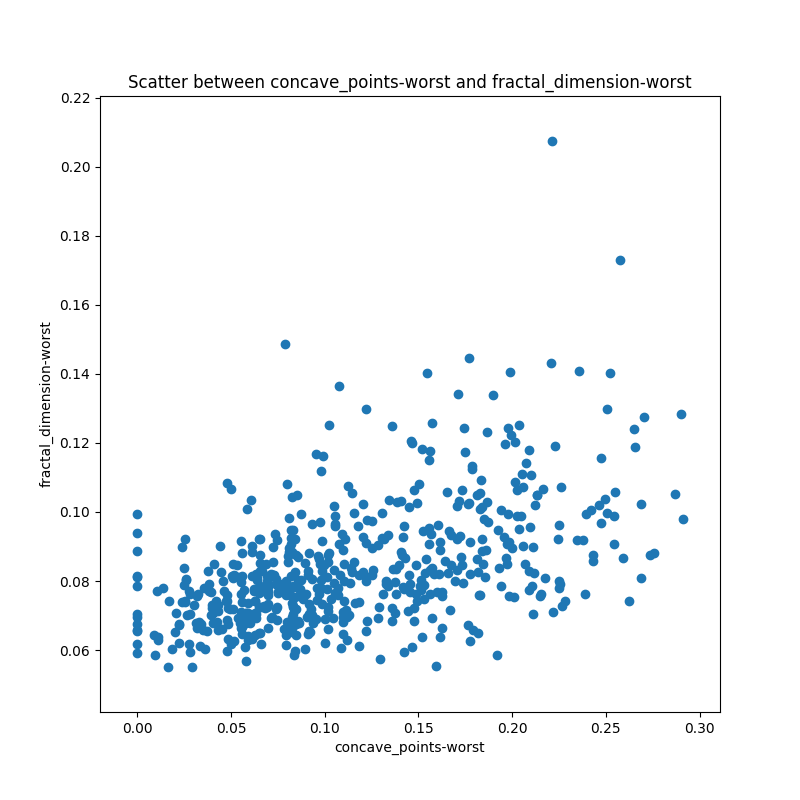 Scatter between concave_points-worst and fractal_dimension-worst
0.22
0.20
0.18
0.16
0.14
0.12
0.10
0.08
0.06
fractal_dimension-worst
0.00 0.05 0.10 0.15 0.20 0.25 0.30
concave_points-worst